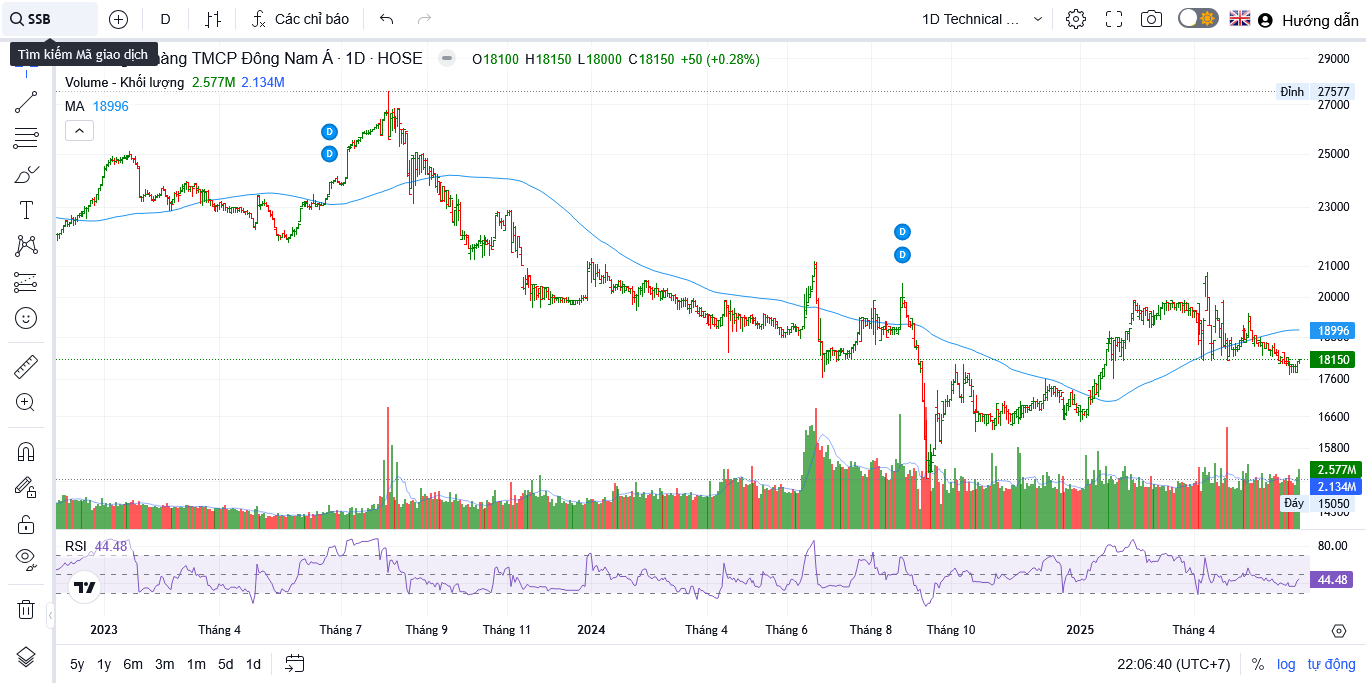 SSB D Các chỉ báo 1D Technical ... Hướng dẫn
Tìm kiếm Mã giao dịch
hàng TMCP Đông Nam Á · 1D · HOSE O18100 H18150 L18000 C18150 +50 (+0.28%)
Volume - Khối lượng 2.577M 2.134M
MA 18996
29000
Đỉnh 27577
27000
D
D
25000
23000
D
D
21000
20000
18996
18150
17600
16600
15800
2.577M
2.134M
Đáy 15050
RSI 44.48
80.00
44.48
2023 Tháng 4 Tháng 7 Tháng 9 Tháng 11 2024 Tháng 4 Tháng 6 Tháng 8 Tháng 10 2025 Tháng 4
5y 1y 6m 3m 1m 5d 1d 22:06:40 (UTC+7) % log tự động